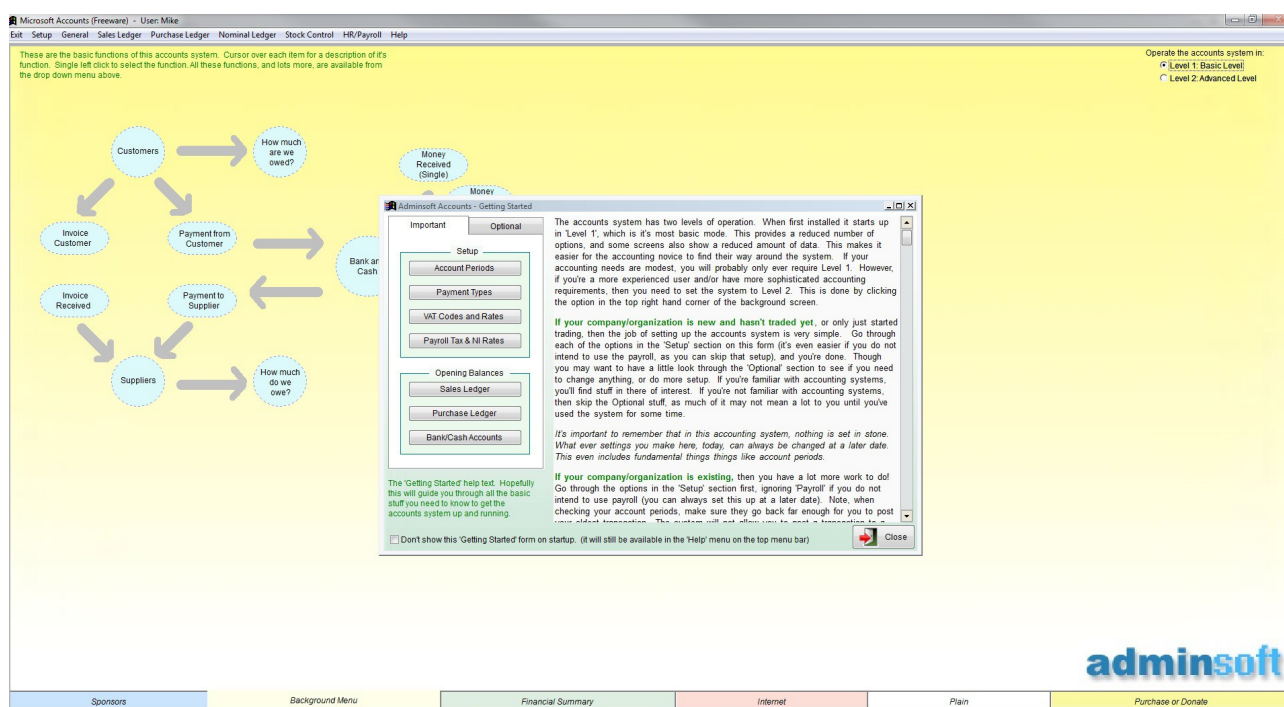 Microsoft Accounts (Freeware) - User: Mike
Exit Setup General Sales Ledger Purchase Ledger Nominal Ledger Stock Control HR/Payroll Help
These are the basic functions of this accounts system. Cursor over each item for a description of it's
function. Single left click to select the function. All these functions, and lots more, are available from
the drop down menu above.
Operate the accounts system in:
Level 1: Basic Level
Level 2: Advanced Level
Customers
How much
are we
owed?
Money
Received
(Single)
Money
Invoice
Customer
Payment from
Customer
Bank an
Cash
Invoice
Received
Payment to
Supplier
Suppliers
How much
do we
owe?
Adminsoft Accounts - Getting Started
Important
Optional
Setup
Account Periods
Payment Types
VAT Codes and Rates
Payroll Tax & NI Rates
Opening Balances
Sales Ledger
Purchase Ledger
Bank/Cash Accounts
The 'Getting Started' help text. Hopefully
this will guide you through all the basic
stuff you need to know to get the
accounts system up and running.
The accounts system has two levels of operation. When first installed it starts up
in 'Level 1', which is it's most basic mode. This provides a reduced number of
options, and some screens also show a reduced amount of data. This makes it
easier for the accounting novice to find their way around the system. If your
accounting needs are modest, you will probably only ever require Level 1. However,
if you're a more experienced user and/or have more sophisticated accounting
requirements, then you need to set the system to Level 2. This is done by clicking
the option in the top right hand corner of the background screen.
If your company/organization is new and hasn't traded yet, or only just started
trading, then the job of setting up the accounts system is very simple. Go through
each of the options in the 'Setup' section on this form (it's even easier if you do not
intend to use the payroll, as you can skip that setup), and you're done. Though
you may want to have a little look through the 'Optional' section to see if you need
to change anything, or do more setup. If you're familiar with accounting systems,
you'll find stuff in there of interest. If you're not familiar with accounting systems,
then skip the Optional stuff, as much of it may not mean a lot to you until you've
used the system for some time.
It's important to remember that in this accounting system, nothing is set in stone.
What ever settings you make here, today, can always be changed at a later date.
This even includes fundamental things things like account periods.
If your company/organization is existing, then you have a lot more work to do!
Go through the options in the 'Setup' section first, ignoring 'Payroll' if you do not
intend to use payroll (you can always set this up at a later date). Note, when
checking your account periods, make sure they go back far enough for you to post
your oldest transaction. The system will not allow you to post a transaction to a
Don't show this 'Getting Started' form on startup. (it will still be available in the 'Help' menu on the top menu bar)
Close
adminsoft
Sponsors
Background Menu
Financial Summary
Internet
Plain
Purchase or Donate